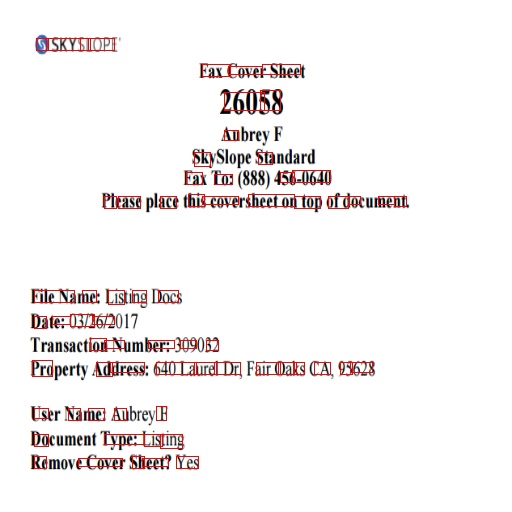 SKYSLOPE
Fax Cover Sheet
26058
Aubrey F
SkySlope Standard
Fax To: (888) 456-0640
Please place this coversheet on top of document.
File Name: Listing Docs
Date: 03/26/2017
Transaction Number: 309032
Property Address: 640 Laurel Dr, Fair Oaks CA, 95628
User Name: Aubrey F
Document Type: Listing
Remove Cover Sheet? Yes